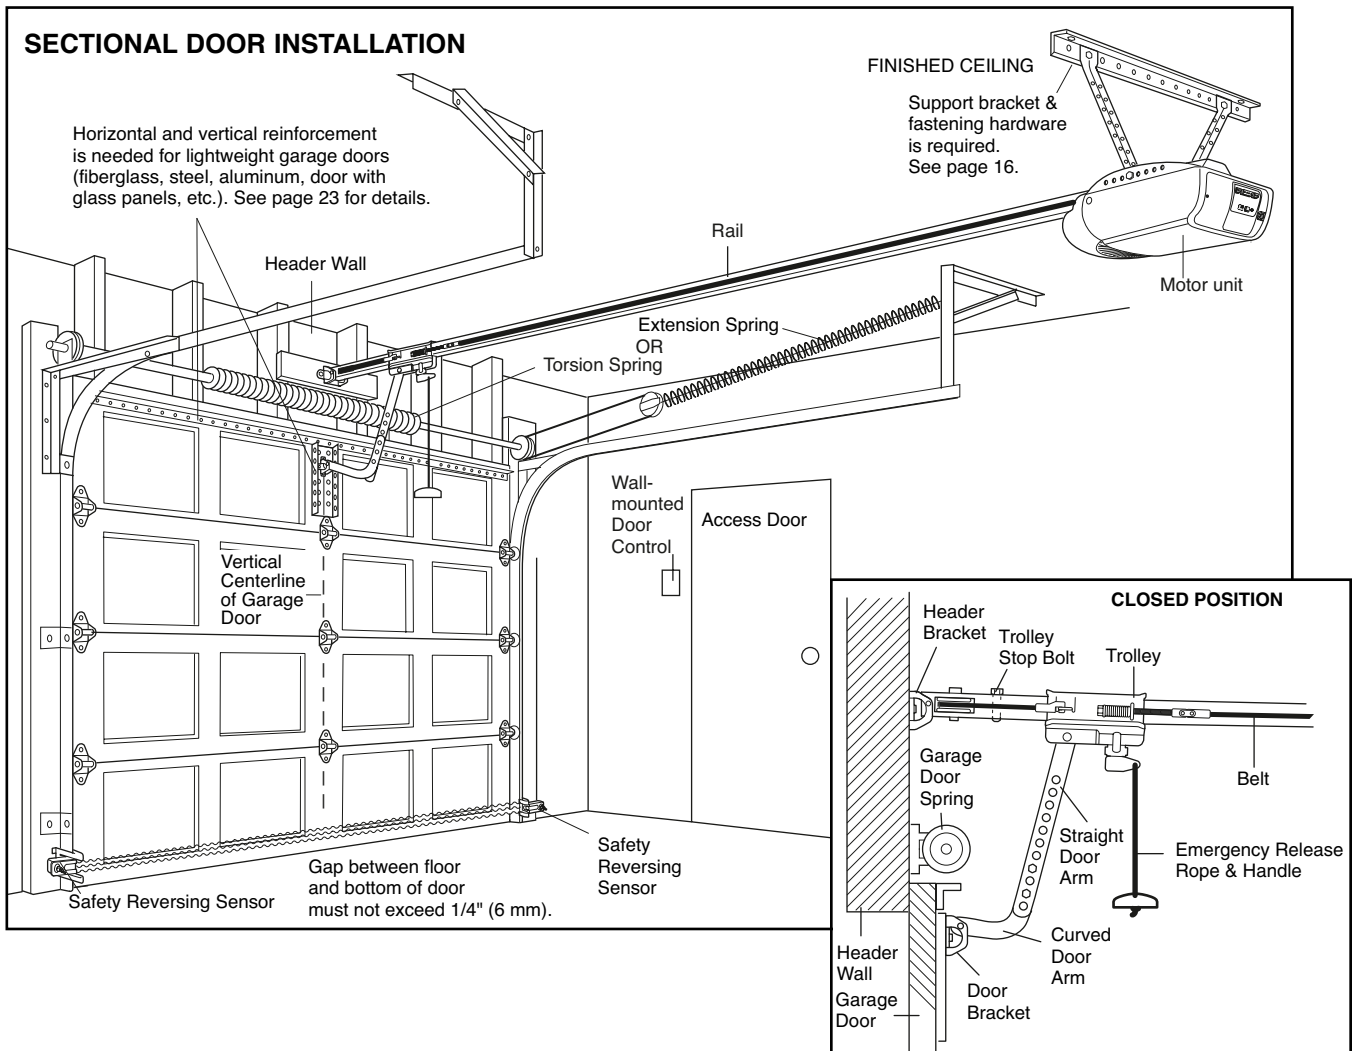 SECTIONAL DOOR INSTALLATION
FINISHED CEILING
Support bracket &
fastening hardware
is required.
See page 16.
Horizontal and vertical reinforcement
is needed for lightweight garage doors
(fiberglass, steel, aluminum, door with
glass panels, etc.). See page 23 for details.
Rail
Header Wall
Motor unit
Extension Spring
OR
Torsion Spring
Wall-
mounted
Door
Control
Access Door
Vertical
Centerline
of Garage
Door
Safety
Reversing
Sensor
Gap between floor
and bottom of door
must not exceed 1/4" (6 mm).
Safety Reversing Sensor
CLOSED POSITION
Header
Bracket
Trolley
Stop Bolt
Trolley
Garage
Door
Spring
Belt
Straight
Door
Arm
Emergency Release
Rope & Handle
Header
Wall
Curved
Door
Arm
Garage
Door
Door
Bracket